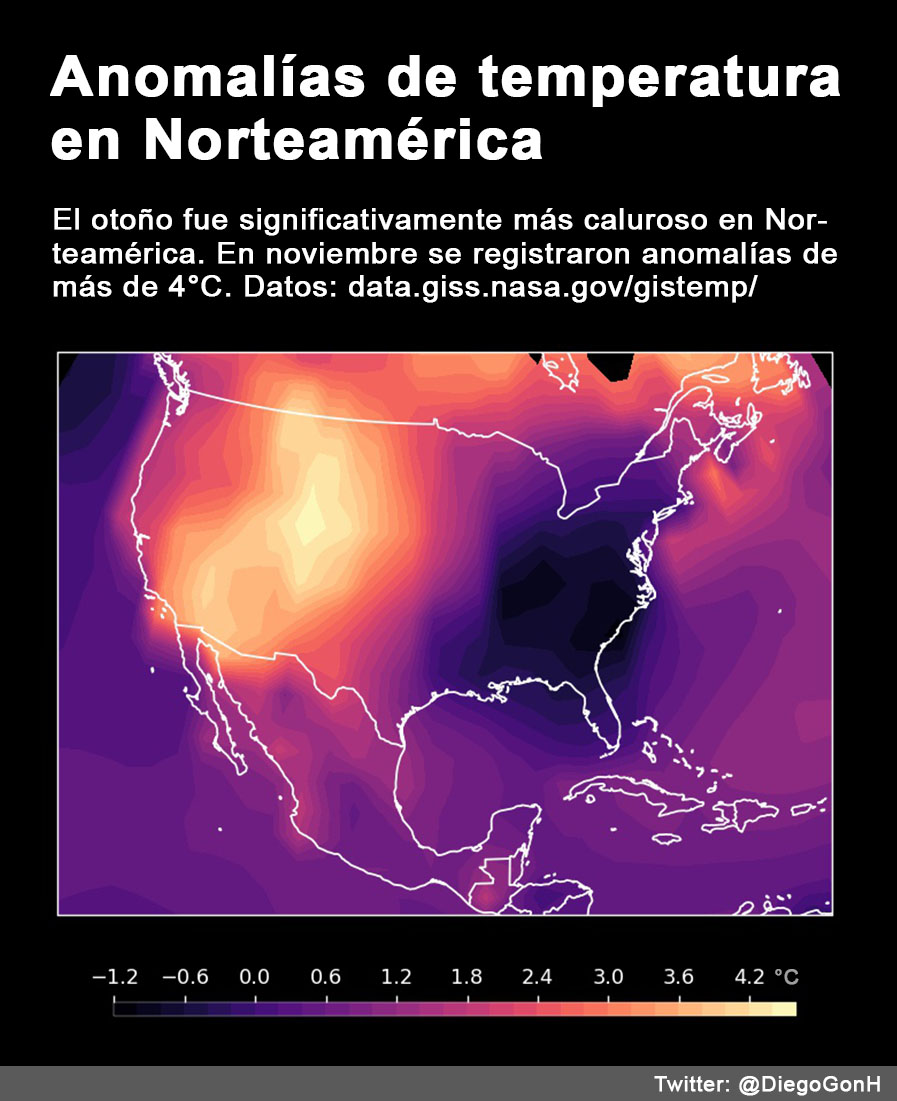 Anomalías de temperatura
en Norteamérica
El otoño fue significativamente más caluroso en Nor-
teamérica. En noviembre se registraron anomalías de
más de 4°C. Datos: data.giss.nasa.gov/gistemp/
−1.2 −0.6 0.0 0.6 1.2 1.8 2.4 3.0 3.6 4.2 °C
Twitter: @DiegoGonH